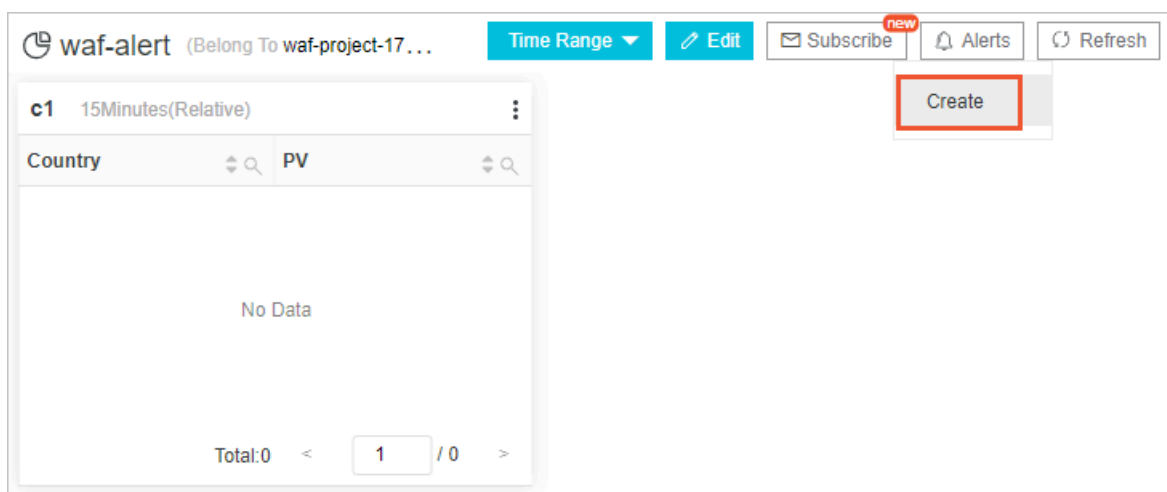 waf-alert (Belong To waf-project-17... Time Range Edit Subscribe new Alerts Refresh
Create
c1 15Minutes(Relative)
Country PV
No Data
Total:0 < 1 / 0 >